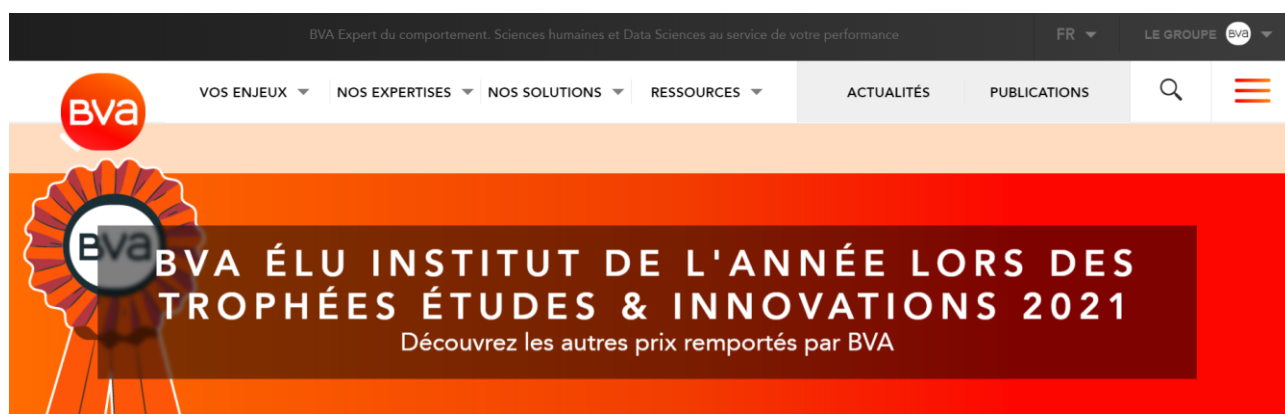 BVA Expert du comportement. Sciences humaines et Data Sciences au service de votre performance
FR
LE GROUPE BVA
BVA
VOS ENJEUX
NOS EXPERTISES
NOS SOLUTIONS
RESSOURCES
ACTUALITÉS
PUBLICATIONS
BVA
BVA ÉLU INSTITUT DE L'ANNÉE LORS DES
TROPHÉES ÉTUDES & INNOVATIONS 2021
Découvrez les autres prix remportés par BVA